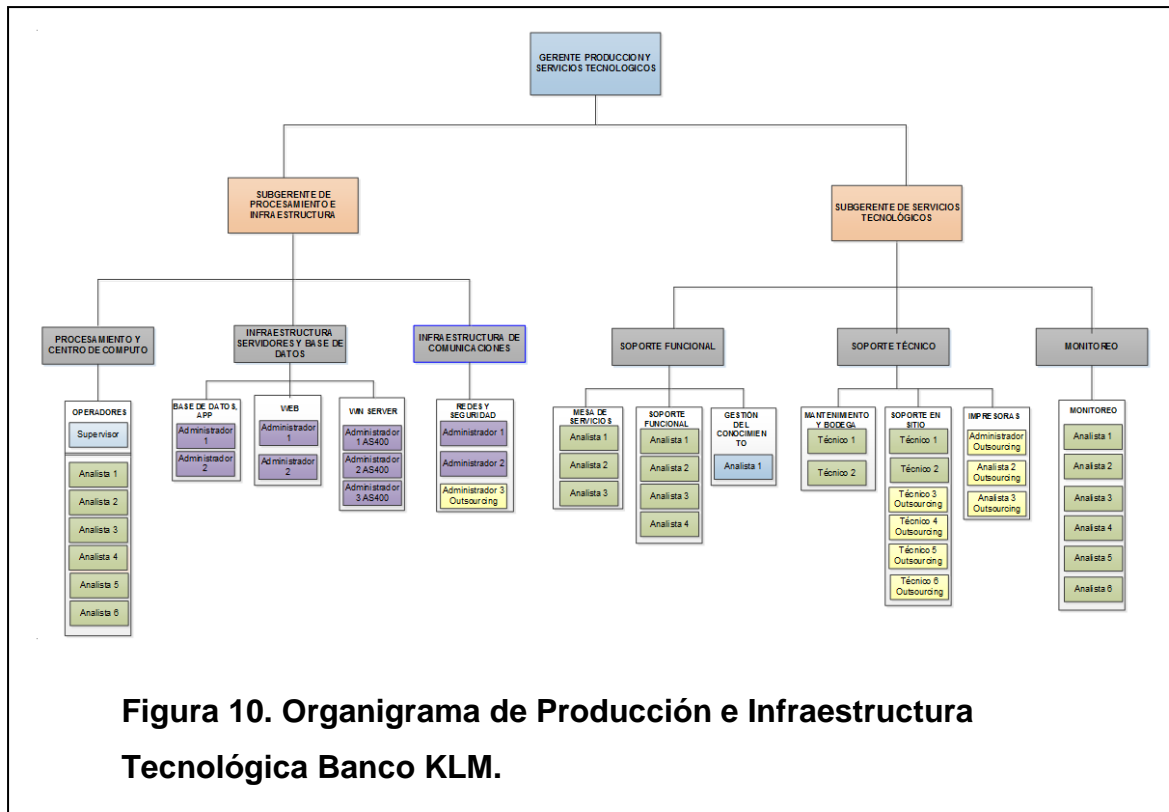 GERENTE PRODUCCION Y
SERVICIOS TECNOLOGICOS
SUBGERENTE DE
PROCESAMIENTO E
INFRAESTRUCTURA
SUBGERENTE DE SERVICIOS
TECNOLÓGICOS
PROCESAMIENTO Y
CENTRO DE COMPUTO
INFRAESTRUCTURA
SERVIDORES Y BASE DE
DATOS
INFRAESTRUCTURA DE
COMUNICACIONES
SOPORTE FUNCIONAL
SOPORTE TÉCNICO
MONITOREO
OPERADORES
Supervisor
Analista 1
Analista 2
Analista 3
Analista 4
Analista 5
Analista 6
BASE DE DATOS,
APP
Administrador
1
Administrador
2
WEB
Administrador
1
Administrador
2
WIN SERVER
Administrador
1 AS400
Administrador
2 AS400
Administrador
3 AS400
REDES Y
SEGURIDAD
Administrador 1
Administrador 2
Administrador 3
Outsourcing
MESA DE
SERVICIOS
Analista 1
Analista 2
Analista 3
SOPORTE
FUNCIONAL
Analista 1
Analista 2
Analista 3
Analista 4
GESTIÓN
DEL
CONOCIMIE
NTO
Analista 1
MANTENIMIENTO
Y BODEGA
Técnico 1
Técnico 2
SOPORTE EN
SITIO
Técnico 1
Técnico 2
Técnico 3
Outsourcing
Técnico 4
Outsourcing
Técnico 5
Outsourcing
Técnico 6
Outsourcing
IMPRESORAS
Administrador
Outsourcing
Analista 2
Outsourcing
Analista 3
Outsourcing
MONITOREO
Analista 1
Analista 2
Analista 3
Analista 4
Analista 5
Analista 6
Figura 10. Organigrama de Producción e Infraestructura
Tecnológica Banco KLM.